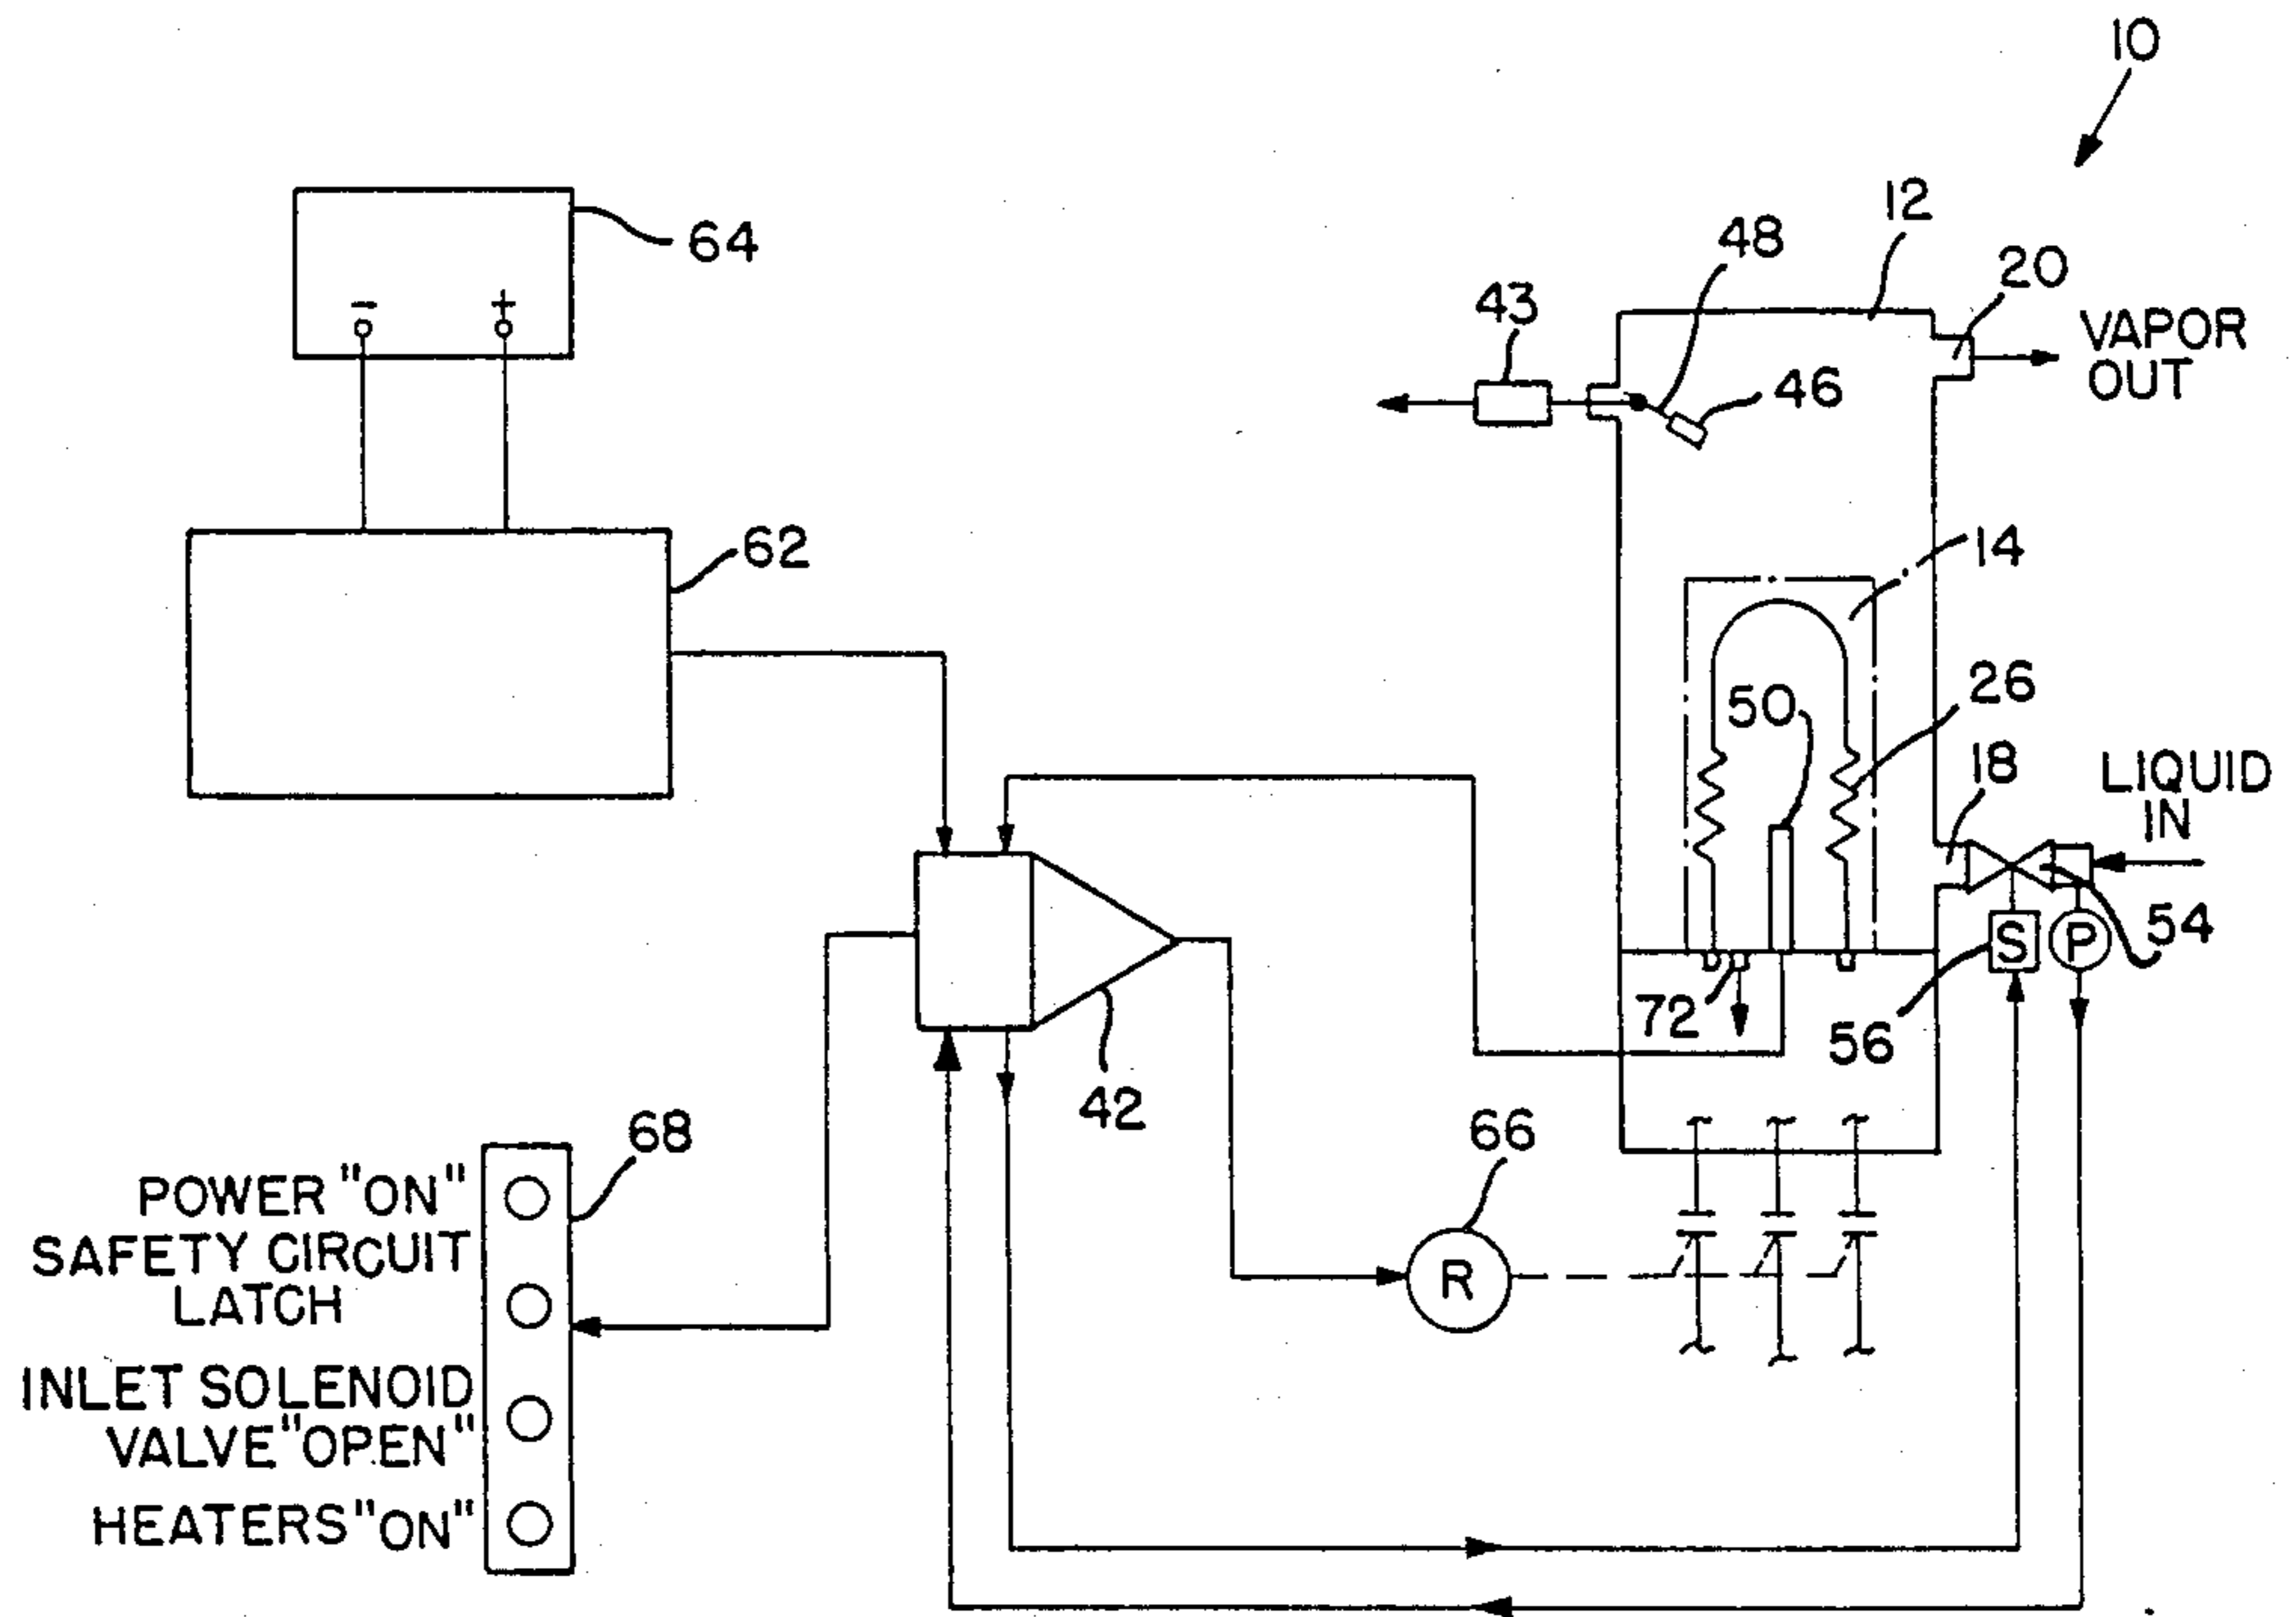 10
12
48
20
64
43
VAPOR
OUT
46
- +
62
14
26
50
18
LIQUID
IN
54
S
P
72
56
42
68
66
POWER "ON"
SAFETY CIRCUIT
LATCH
R
INLET SOLENOID
VALVE "OPEN"
HEATERS "ON"